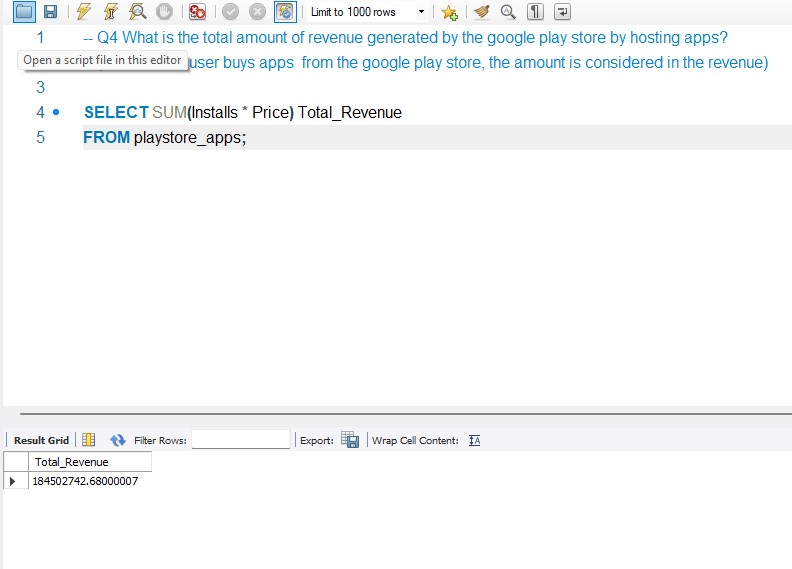 Limit to 1000 rows
1 -- Q4 What is the total amount of revenue generated by the google play store by hosting apps?
Open a script file in this editor
user buys apps  from the google play store, the amount is considered in the revenue)
3
4 SELECT SUM(Installs * Price) Total_Revenue
5 FROM playstore_apps;
Result Grid Filter Rows: Export: Wrap Cell Content: IA
Total_Revenue
184502742.68000007